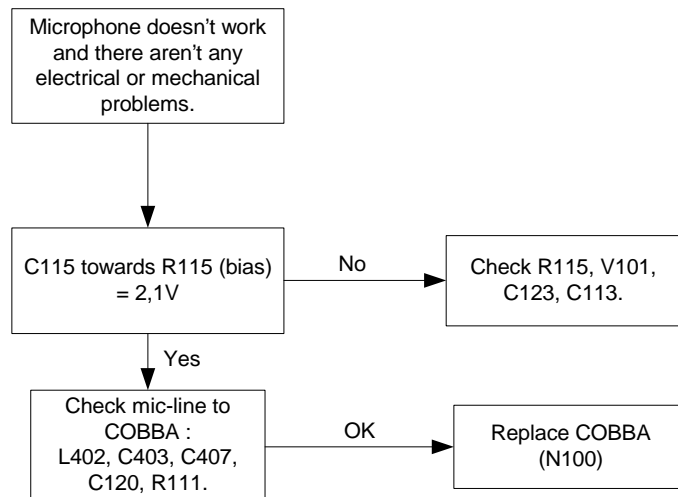 Microphone doesn't work
and there aren't any
electrical or mechanical
problems.
C115 towards R115 (bias)
= 2,1V
No
Check R115, V101,
C123, C113.
Yes
Check mic-line to
COBBA :
L402, C403, C407,
C120, R111.
OK
Replace COBBA
(N100)